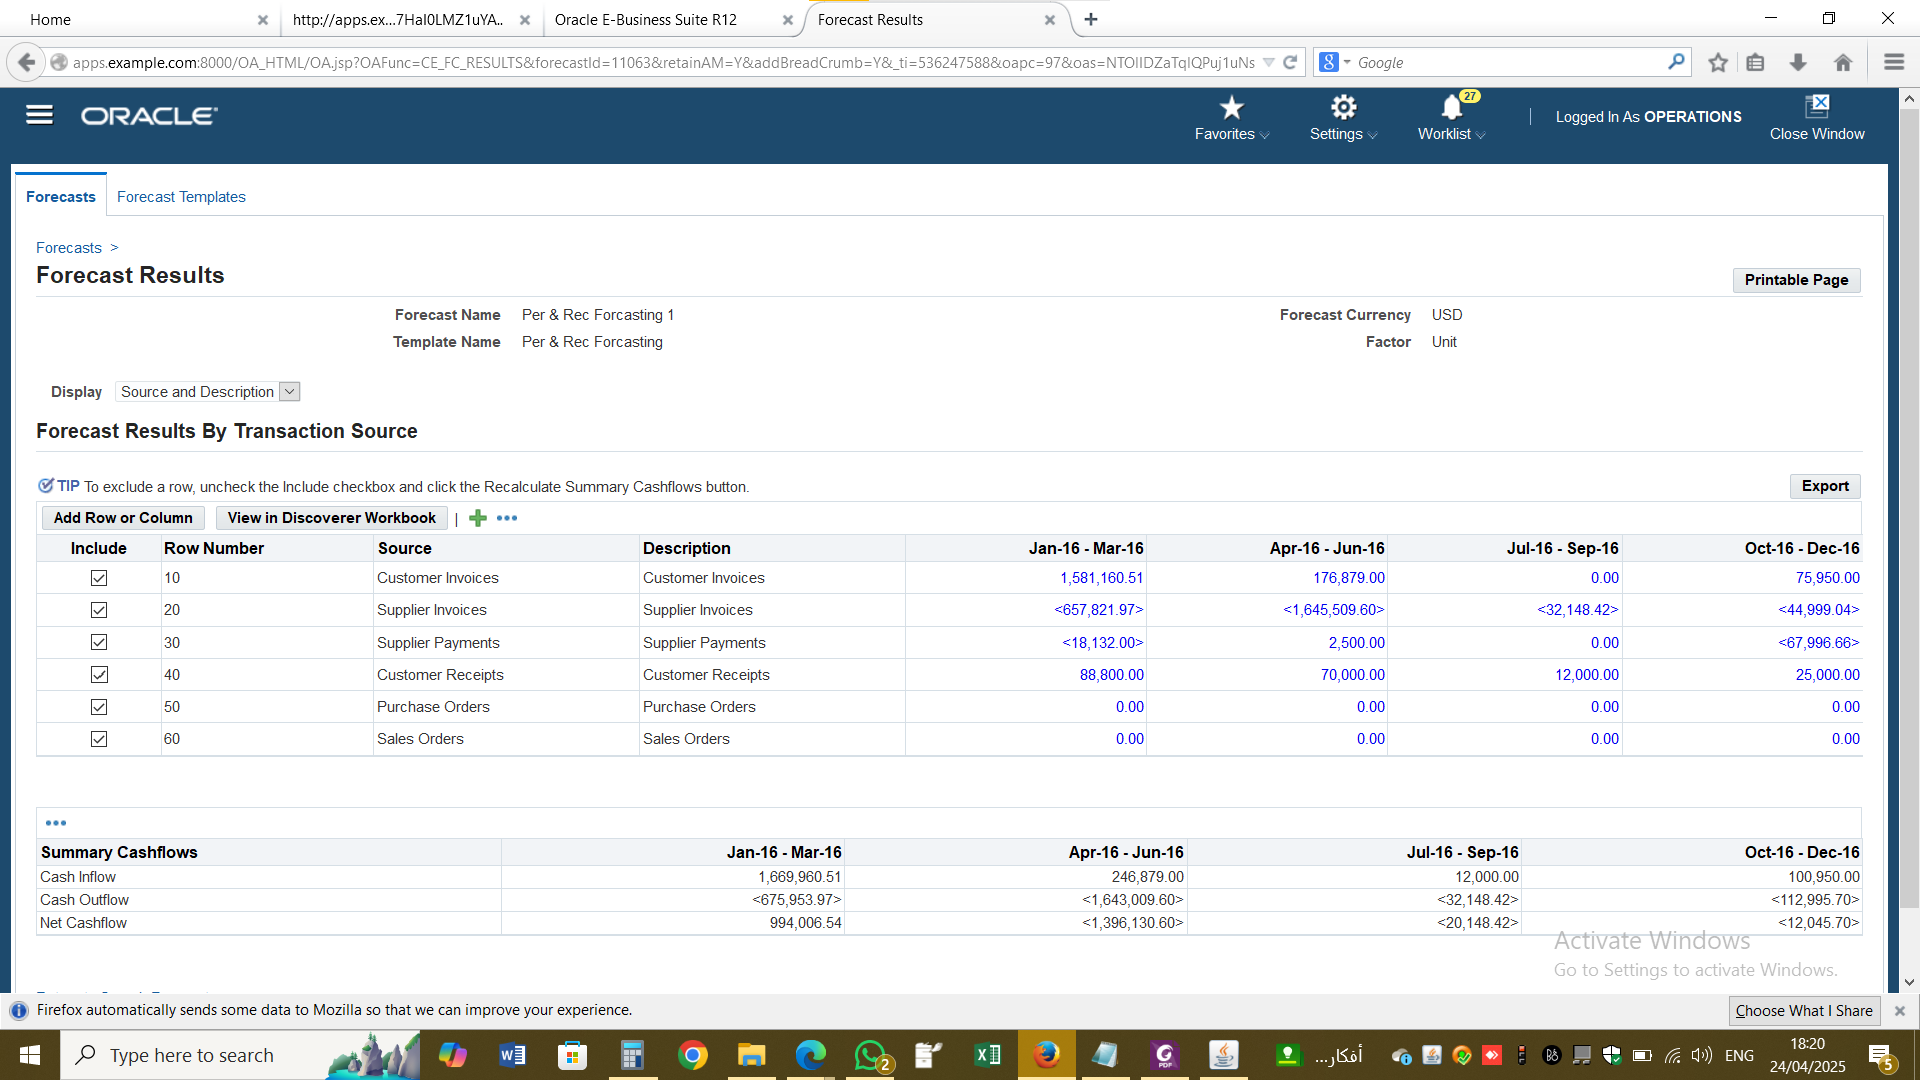 Home
http://apps.ex...7HaI0LMZ1uYA..
Oracle E-Business Suite R12
Forecast Results
apps.example.com:8000/OA_HTML/OA.jsp?OAFunc=CE_FC_RESULTS&forecastId=11063&retainAM=Y&addBreadCrumb=Y&_ti=536247588&oapc=97&oas=NTOlIDZaTqIQPuj1uNs
8 Google
ORACLE
Favorites
Settings
27
Worklist
Logged In As OPERATIONS
Close Window
Forecasts
Forecast Templates
Forecasts >
Forecast Results
Printable Page
Forecast Name Per & Rec Forcasting 1
Forecast Currency USD
Template Name Per & Rec Forcasting
Factor Unit
Display Source and Description
Forecast Results By Transaction Source
TIP To exclude a row, uncheck the Include checkbox and click the Recalculate Summary Cashflows button.
Export
Add Row or Column View in Discoverer Workbook |
Include Row Number Source Description Jan-16 - Mar-16 Apr-16 - Jun-16 Jul-16 - Sep-16 Oct-16 - Dec-16
10 Customer Invoices Customer Invoices 1,581,160.51 176,879.00 0.00 75,950.00
20 Supplier Invoices Supplier Invoices <657,821.97> <1,645,509.60> <32,148.42> <44,999.04>
30 Supplier Payments Supplier Payments <18,132.00> 2,500.00 0.00 <67,996.66>
40 Customer Receipts Customer Receipts 88,800.00 70,000.00 12,000.00 25,000.00
50 Purchase Orders Purchase Orders 0.00 0.00 0.00 0.00
60 Sales Orders Sales Orders 0.00 0.00 0.00 0.00
Summary Cashflows Jan-16 - Mar-16 Apr-16 - Jun-16 Jul-16 - Sep-16 Oct-16 - Dec-16
Cash Inflow 1,669,960.51 246,879.00 12,000.00 100,950.00
Cash Outflow <675,953.97> <1,643,009.60> <32,148.42> <112,995.70>
Net Cashflow 994,006.54 <1,396,130.60> <20,148.42> <12,045.70>
Activate Windows
Go to Settings to activate Windows.
Firefox automatically sends some data to Mozilla so that we can improve your experience.
Choose What I Share
Type here to search
2
PDF
أفكار...
ENG
18:20
24/04/2025
5